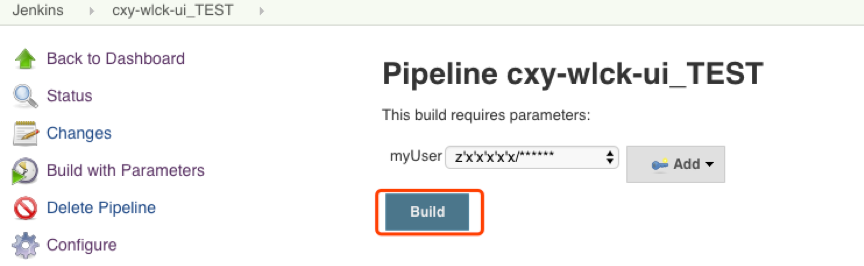 Jenkins cxy-wlck-ui_TEST
Back to Dashboard
Status
Changes
Build with Parameters
Delete Pipeline
Configure
Pipeline cxy-wlck-ui_TEST
This build requires parameters:
myUser z'x'x'x'x'x/****** Add
Build